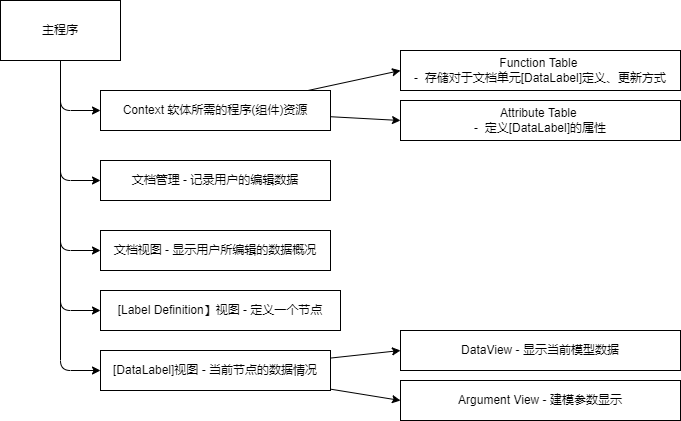 主程序
Context 软体所需的程序(组件)资源
Function Table
- 存储对于文档单元[DataLabel]定义、更新方式
Attribute Table
- 定义[DataLabel]的属性
文档管理 - 记录用户的编辑数据
文档视图 - 显示用户所编辑的数据概况
[Label Definition】视图 - 定义一个节点
[DataLabel]视图 - 当前节点的数据情况
DataView - 显示当前模型数据
Argument View - 建模参数显示